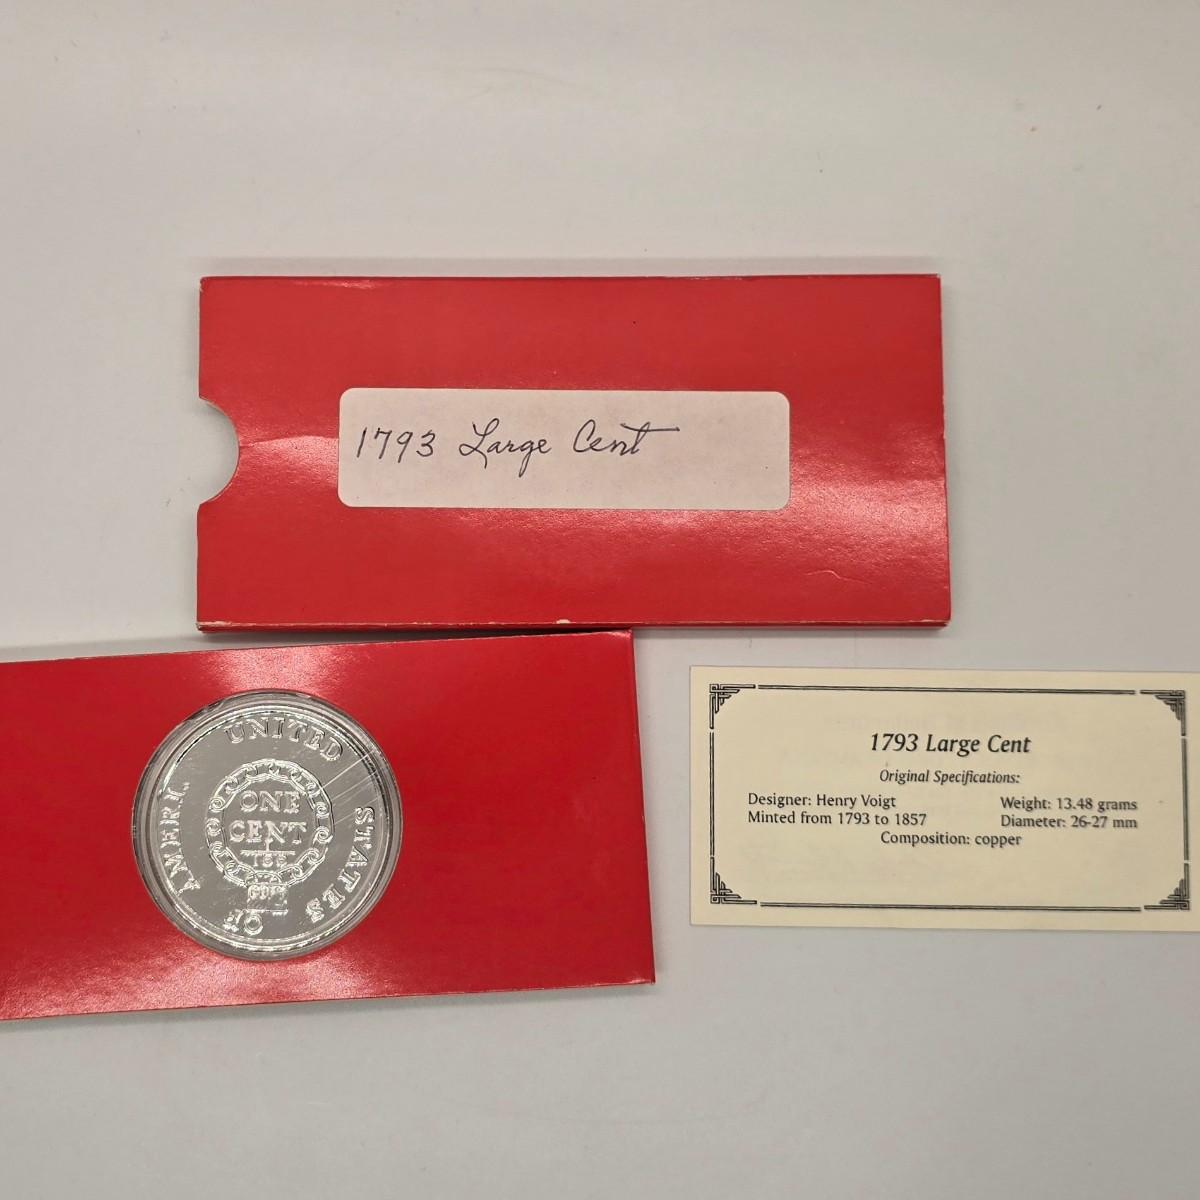 1793 Large Cent
UNITED STATES OF AMERI.
ONE
CENT
1793 Large Cent
Original Specifications:
Designer: Henry Voigt
Weight: 13.48 grams
Minted from 1793 to 1857
Diameter: 26-27 mm
Composition: copper